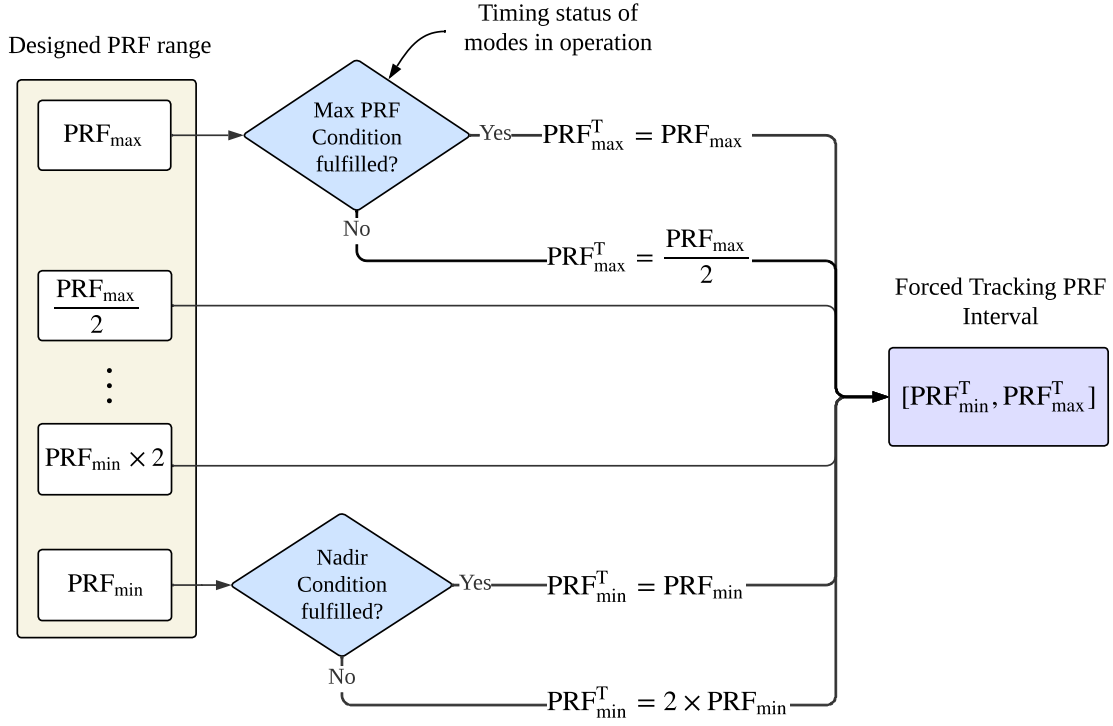 Timing status of
modes in operation
Designed PRF range
PRF_max
Max PRF
Condition
fulfilled?
Yes
PRF^T_max = PRF_max
No
PRF^T_max = PRF_max / 2
PRF_max / 2
⋮
Forced Tracking PRF
Interval
[PRF^T_min, PRF^T_max]
PRF_min × 2
PRF_min
Nadir
Condition
fulfilled?
Yes
PRF^T_min = PRF_min
No
PRF^T_min = 2 × PRF_min